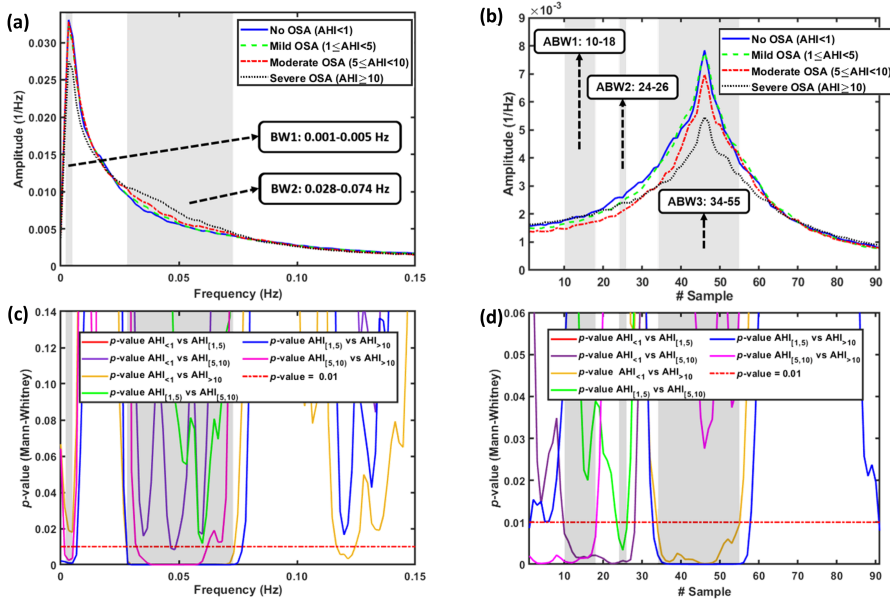 (a)
Amplitude (1/Hz)
0.03
0.025
0.02
0.015
0.010
0.005
0
0
0.05
0.10
0.15
Frequency (Hz)
No OSA (AHI<1)
Mild OSA (1≤AHI<5)
Moderate OSA (5≤AHI<10)
Severe OSA (AHI≥10)
BW1: 0.001-0.005 Hz
BW2: 0.028-0.074 Hz
(b)
Amplitude (1/Hz)
9 ×10⁻³
8
7
6
5
4
3
2
1
0
0
10
20
30
40
50
60
70
80
90
# Sample
ABW1: 10-18
ABW2: 24-26
ABW3: 34-55
No OSA (AHI<1)
Mild OSA (1≤AHI<5)
Moderate OSA (5≤AHI<10)
Severe OSA (AHI≥10)
(c)
p-value (Mann-Whitney)
0.14
0.12
0.10
0.08
0.06
0.04
0.02
0
0
0.05
0.10
0.15
Frequency (Hz)
p-value AHI<1 vs AHI[1,5)
p-value AHI<1 vs AHI[5,10)
p-value AHI<1 vs AHI>10
p-value AHI[1,5) vs AHI[5,10)
p-value AHI[1,5) vs AHI>10
p-value AHI[5,10) vs AHI>10
p-value = 0.01
(d)
p-value (Mann-Whitney)
0.06
0.05
0.04
0.03
0.02
0.01
0
10
20
30
40
50
60
70
80
90
# Sample
p-value AHI<1 vs AHI[1,5)
p-value AHI<1 vs AHI[5,10)
p-value AHI<1 vs AHI>10
p-value AHI[1,5) vs AHI[5,10)
p-value AHI[1,5) vs AHI>10
p-value AHI[5,10) vs AHI>10
p-value = 0.01